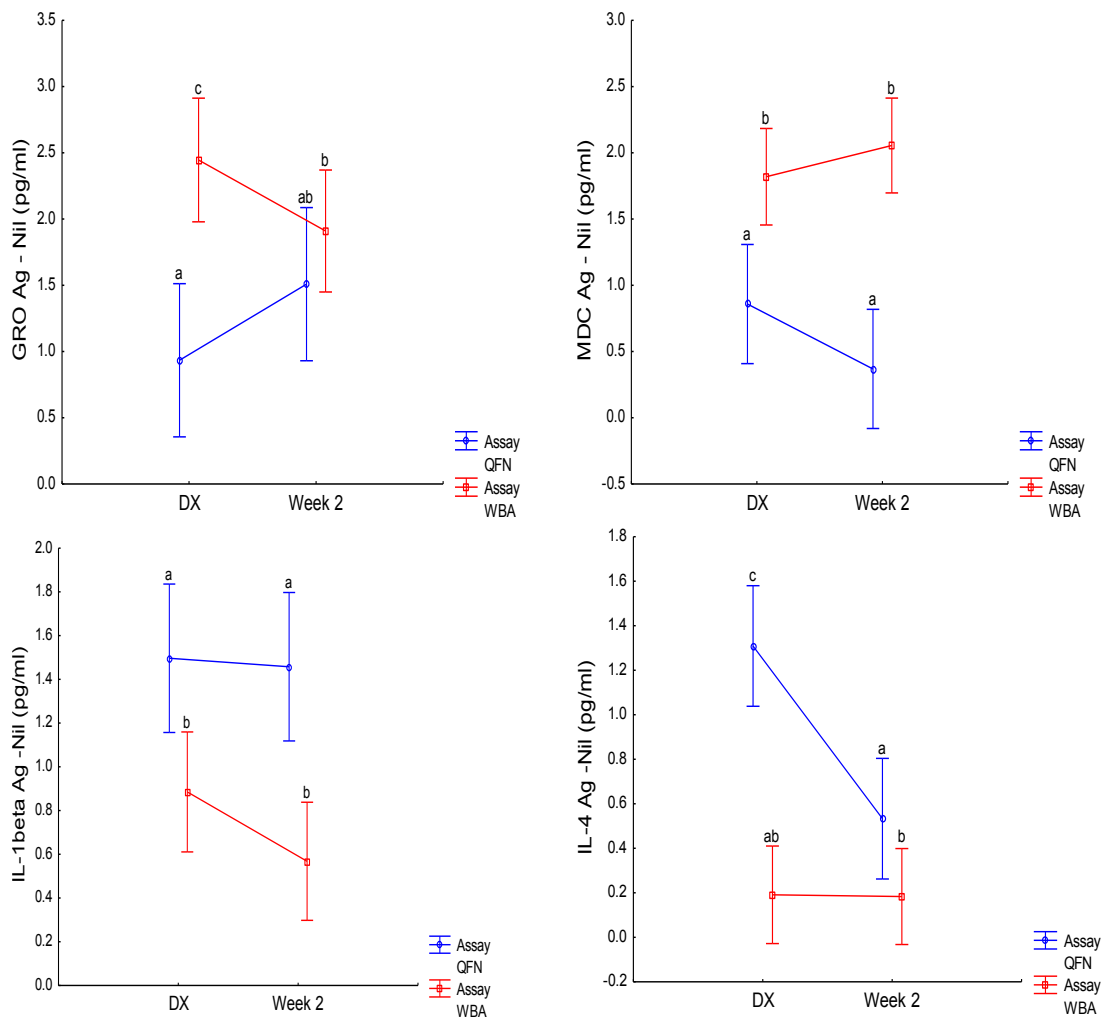 GRO Ag - Nil (pg/ml)
3.5
3.0
2.5
2.0
1.5
1.0
0.5
0.0
c
b
ab
a
DX
Week 2
Assay
QFN
Assay
WBA
MDC Ag - Nil (pg/ml)
3.0
2.5
2.0
1.5
1.0
0.5
0.0
-0.5
b
b
a
a
DX
Week 2
Assay
QFN
Assay
WBA
IL-1beta Ag -Nil (pg/ml)
2.0
1.8
1.6
1.4
1.2
1.0
0.8
0.6
0.4
0.2
0.0
a
a
b
b
DX
Week 2
Assay
QFN
Assay
WBA
IL-4 Ag -Nil (pg/ml)
1.8
1.6
1.4
1.2
1.0
0.8
0.6
0.4
0.2
0.0
-0.2
c
a
ab
b
DX
Week 2
Assay
QFN
Assay
WBA